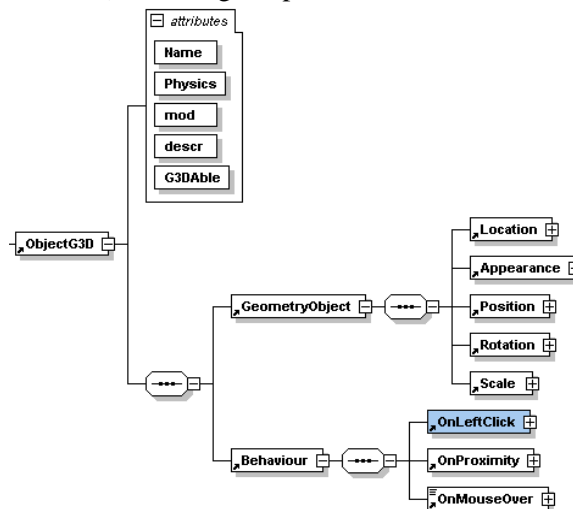 attributes
Name
Physics
mod
descr
G3DAble
ObjectG3D
GeometryObject
Location
Appearance
Position
Rotation
Scale
Behaviour
OnLeftClick
OnProximity
OnMouseOver